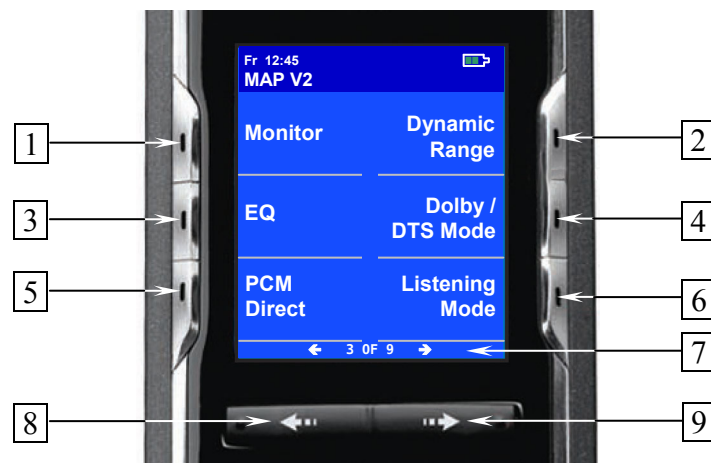 Fr 12:45
MAP V2
Monitor
Dynamic
Range
EQ
Dolby /
DTS Mode
PCM
Direct
Listening
Mode
3 OF 9
1
2
3
4
5
6
7
8
9